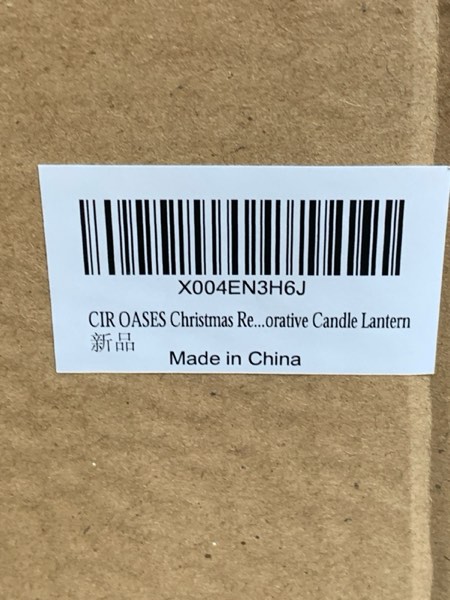 X004EN3H6J
CIR OASES Christmas Re...orative Candle Lantern
新品
Made in China